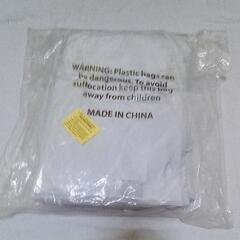 WARNING: Plastic bags can
be dangerous. To avoid
suffocation keep this bag
away from children
MADE IN CHINA